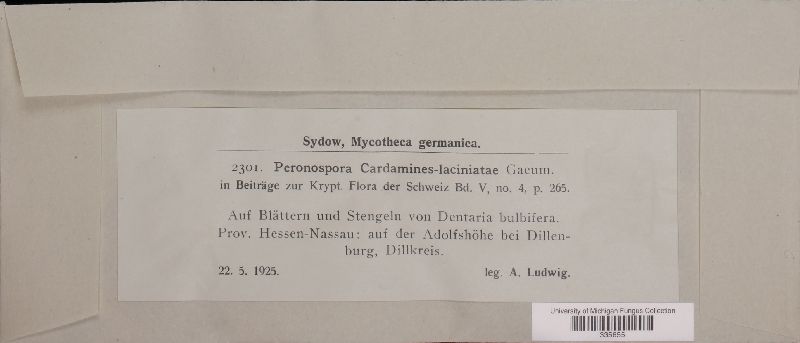 Sydow, Mycotheca germanica.
2301. Peronospora Cardamines-laciniatae Gaeum.
in Beiträge zur Krypt. Flora der Schweiz Bd. V, no. 4, p. 265.
Auf Blättern und Stengeln von Dentaria bulbifera.
Prov. Hessen-Nassau: auf der Adolfshöhe bei Dillen-
burg, Dillkreis.
22. 5. 1925. leg. A. Ludwig.
University of Michigan Fungus Collection